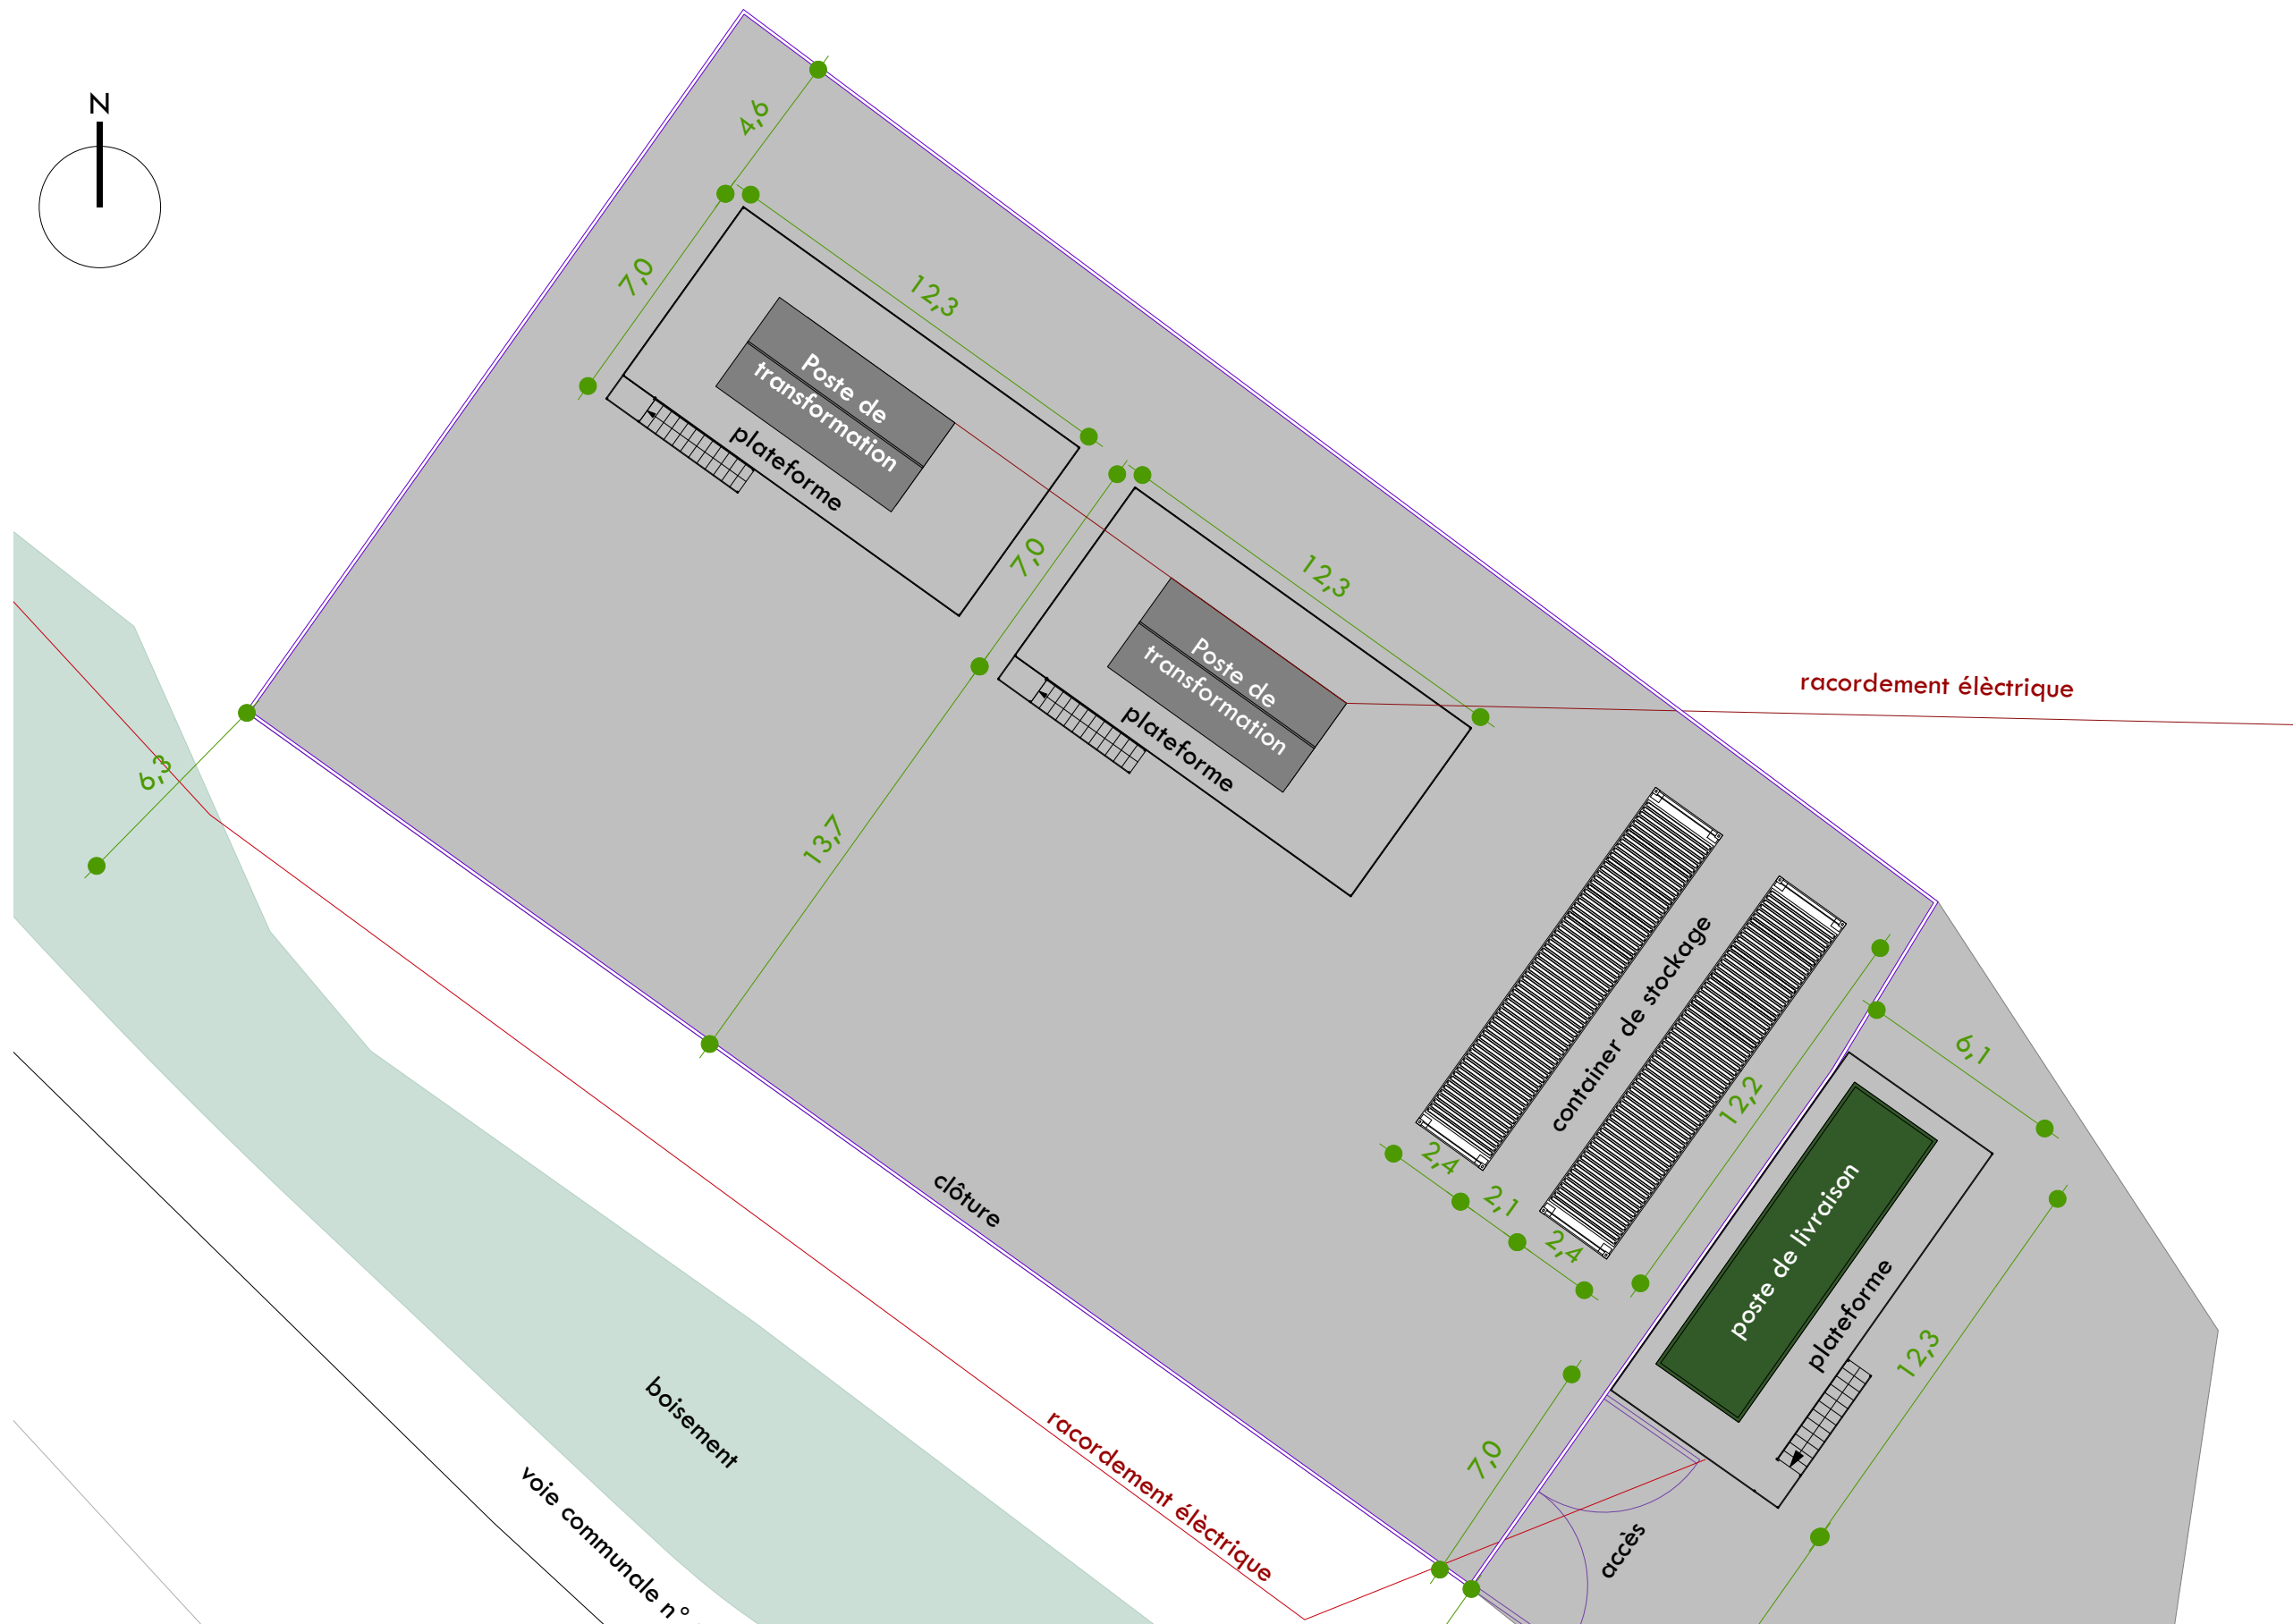 N
4,6
7,0
12,3
Poste de
transformation
plateforme
7,0
12,3
Poste de
transformation
plateforme
racordement élèctrique
6,3
13,7
container de stockage
12,2
6,1
2,4
2,1
2,4
poste de livraison
plateforme
12,3
clôture
7,0
accès
boisement
racordement élèctrique
voie communale n°